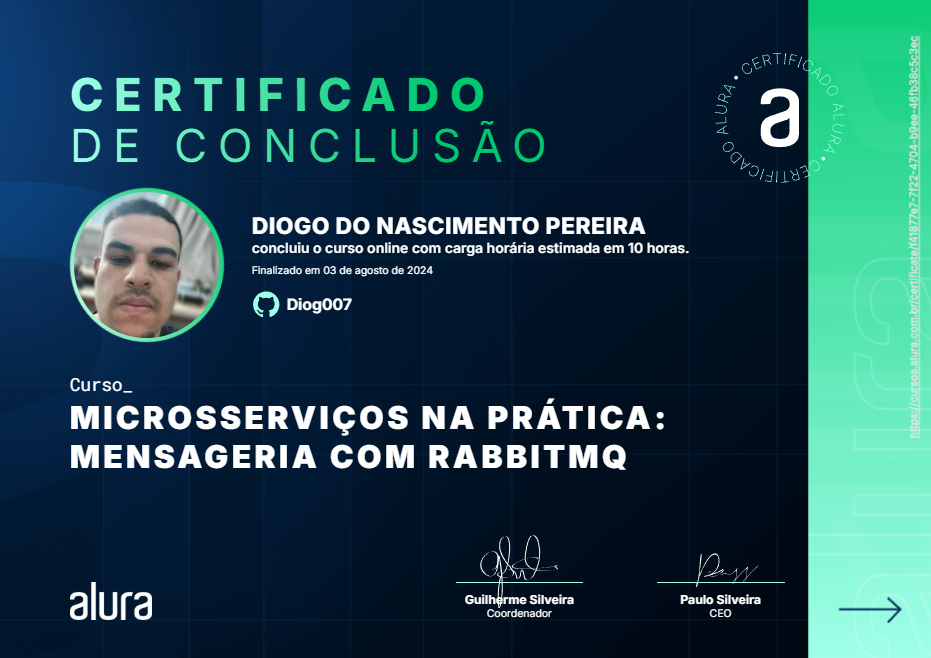 CERTIFICADO
DE CONCLUSÃO
CERTIFICADO ALURA • CERTIFICADO ALURA •
a
DIOGO DO NASCIMENTO PEREIRA
concluiu o curso online com carga horária estimada em 10 horas.
Finalizado em 03 de agosto de 2024
Diog007
Curso_
MICROSSERVIÇOS NA PRÁTICA:
MENSAGERIA COM RABBITMQ
alura
Guilherme Silveira
Coordenador
Paulo Silveira
CEO
https://cursos.alura.com.br/certificate/f41877e7-7f22-4704-b9ee-46fb38c5c3ec
alura